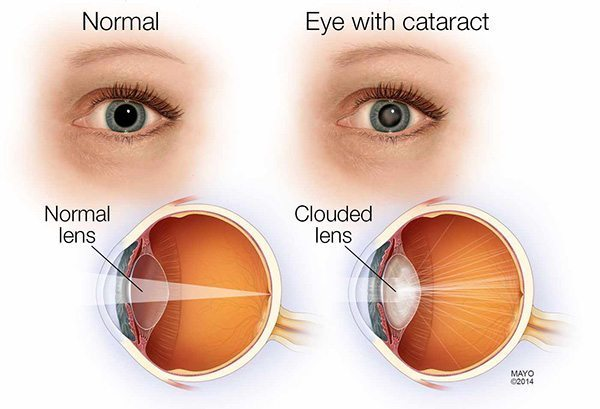 Normal
Eye with cataract
Normal
lens
Clouded
lens
MAYO
©2014